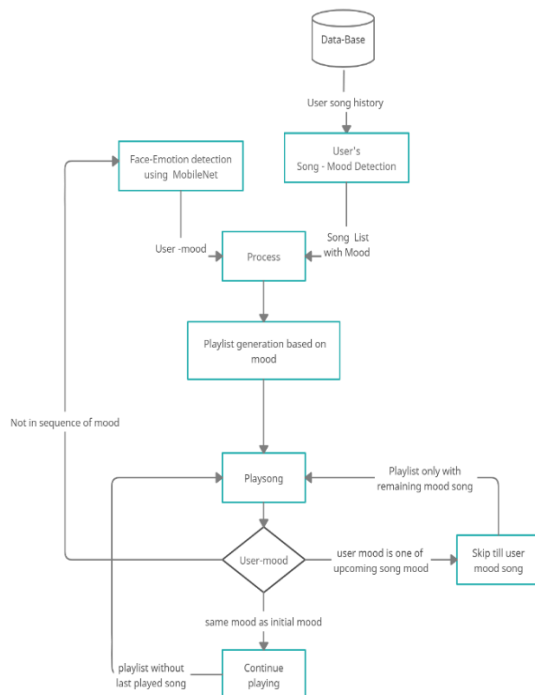 Data-Base
User song history
Face-Emotion detection
using MobileNet
User's
Song - Mood Detection
User -mood
Song List
with Mood
Process
Playlist generation based on
mood
Not in sequence of mood
Playsong
Playlist only with
remaining mood song
User-mood
user mood is one of
upcoming song mood
Skip till user
mood song
same mood as initial mood
playlist without
last played song
Continue
playing